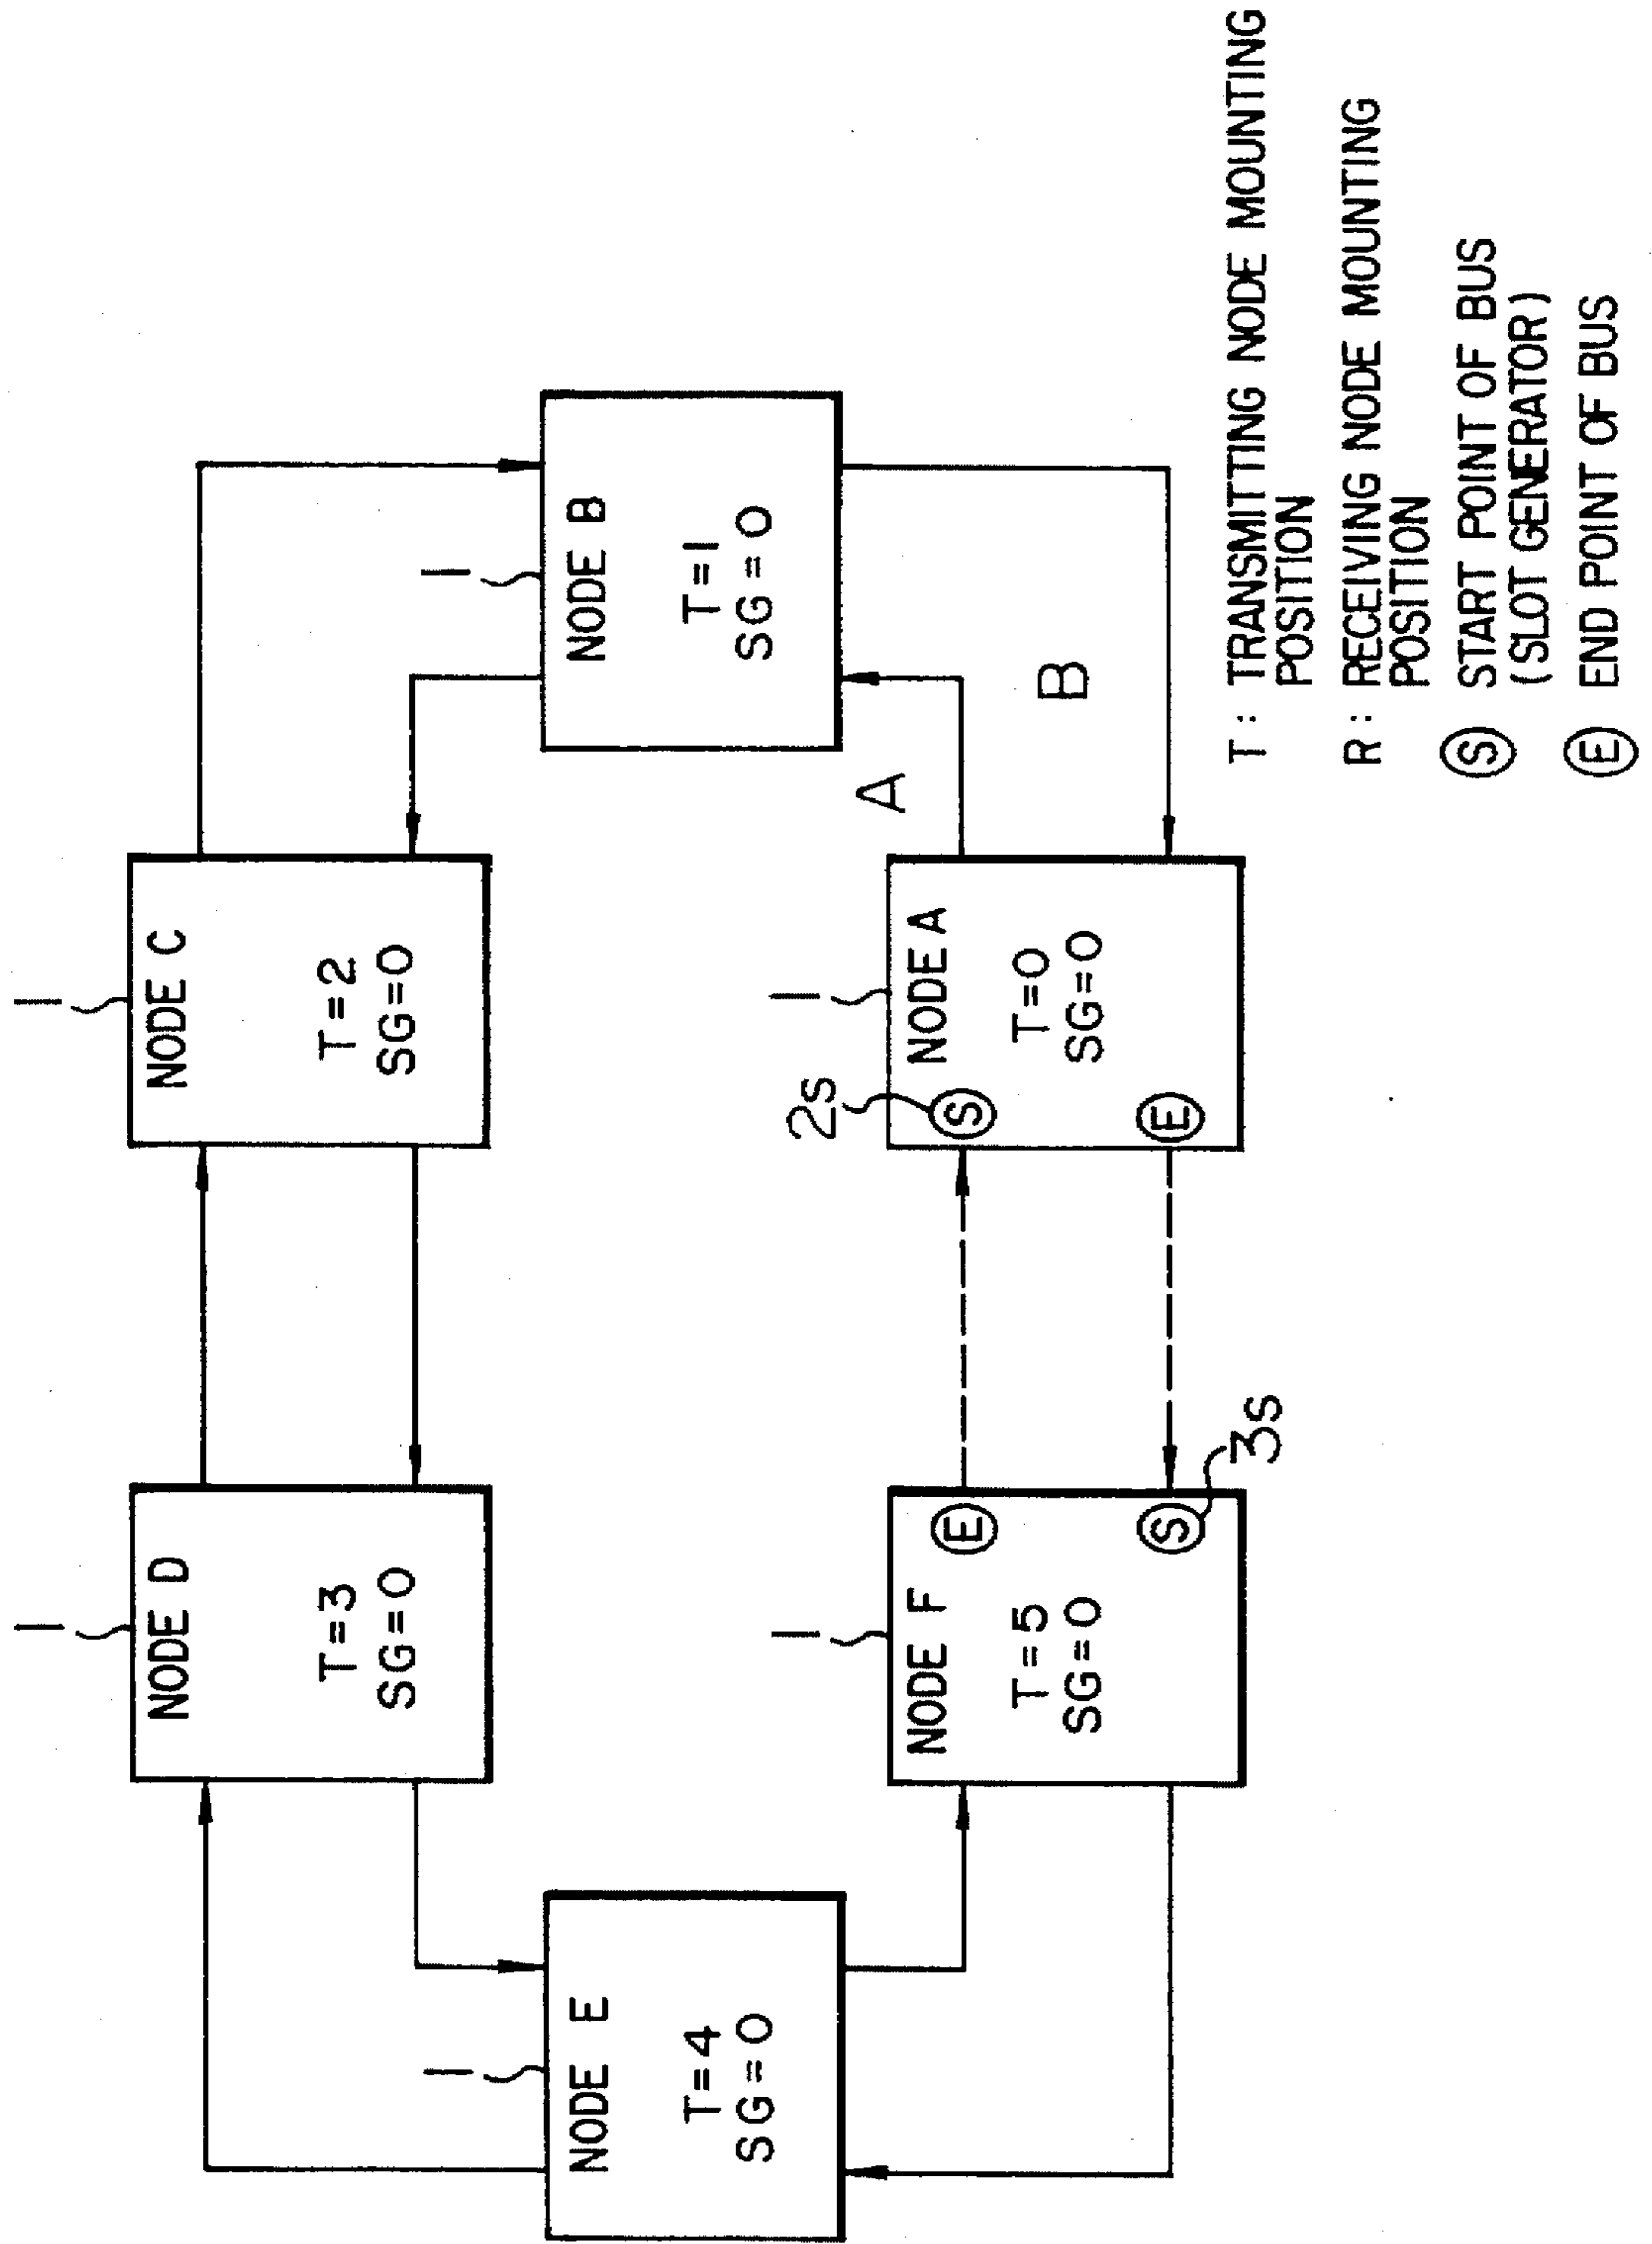 1
NODE D
T=3
SG=0
1
NODE C
T=2
SG=0
1
NODE E
T=4
SG=0
1
NODE B
T=1
SG=0
1
NODE F
T=5
SG=0
E
S
3s
1
NODE A
T=0
SG=0
2s
S
E
A
B
T : TRANSMITTING NODE MOUNTING
POSITION
R : RECEIVING NODE MOUNTING
POSITION
S START POINT OF BUS
(SLOT GENERATOR)
E END POINT OF BUS